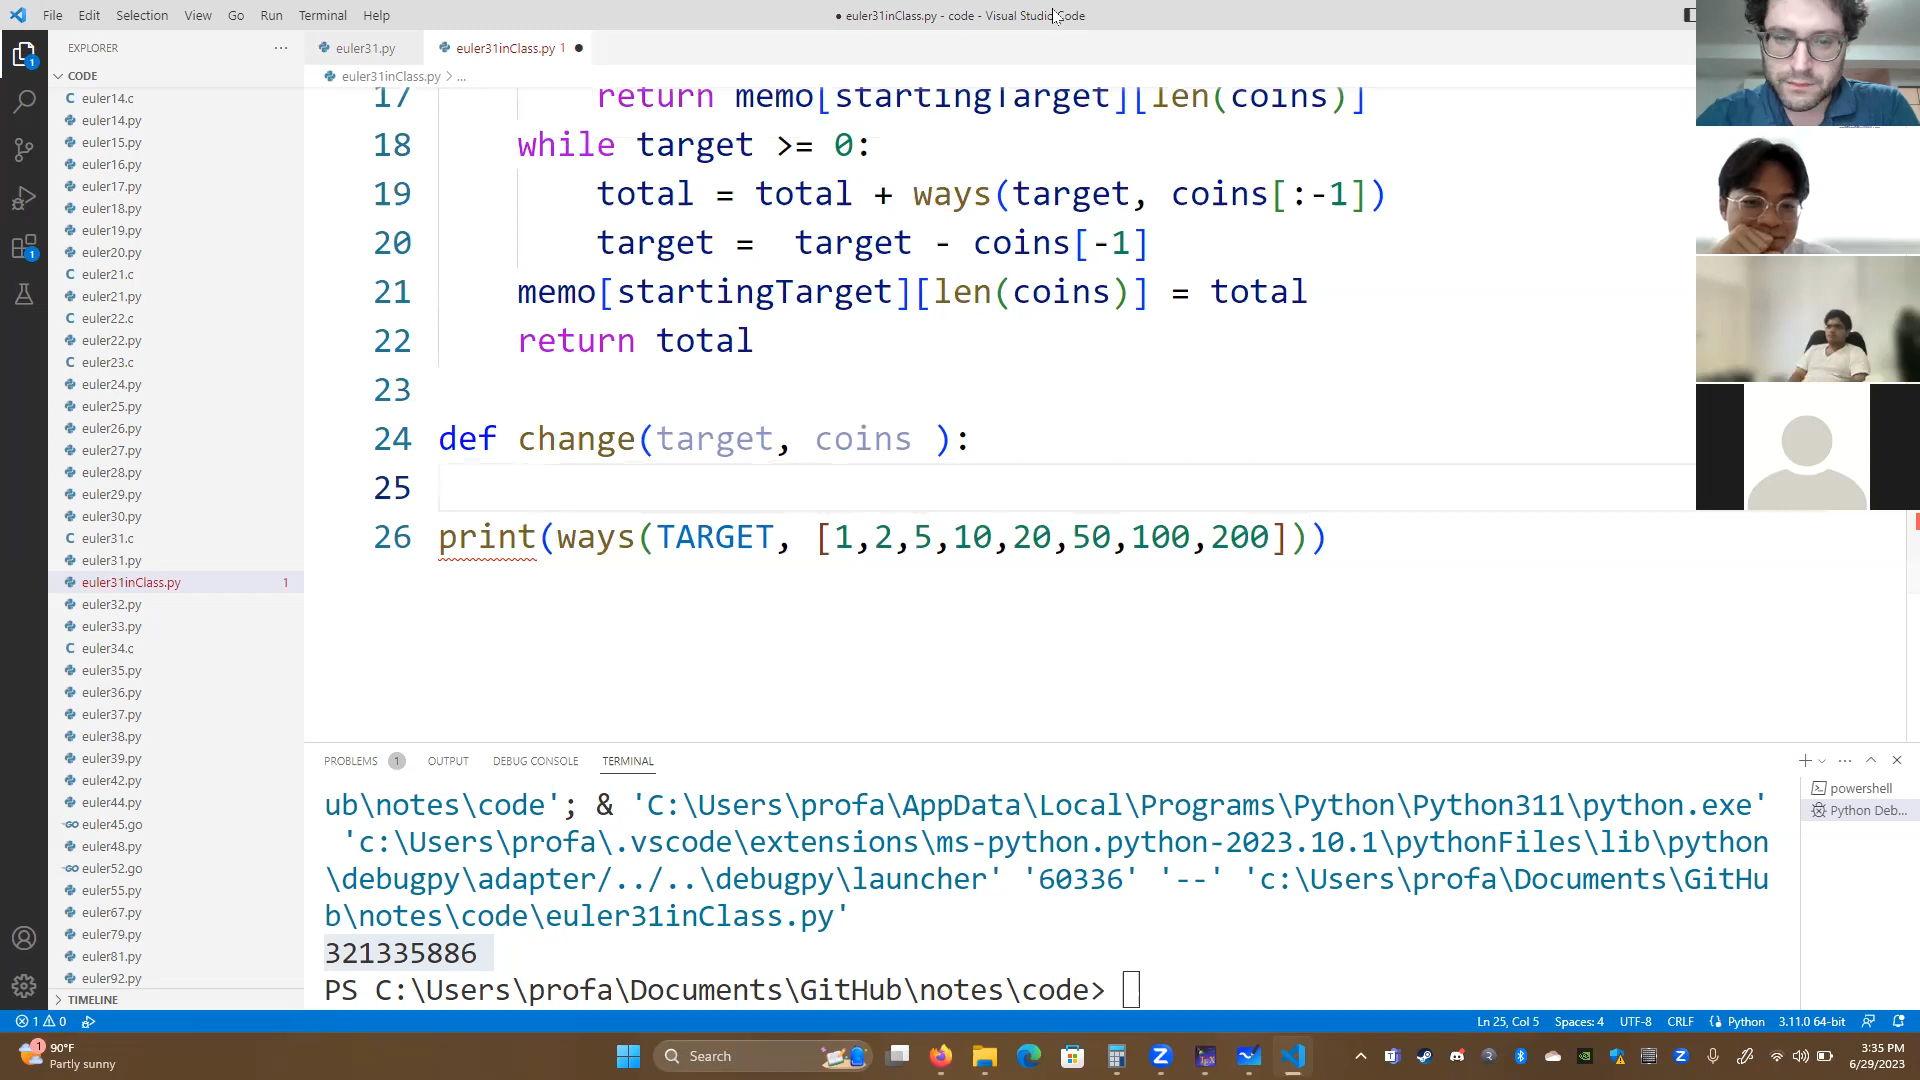 File Edit Selection View Go Run Terminal Help
● euler31inClass.py - code - Visual Studio Code
EXPLORER ...
CODE
euler14.c
euler14.py
euler15.py
euler16.py
euler17.py
euler18.py
euler19.py
euler20.py
euler21.c
euler21.py
euler22.c
euler22.py
euler23.c
euler24.py
euler25.py
euler26.py
euler27.py
euler28.py
euler29.py
euler30.py
euler31.c
euler31.py
euler31inClass.py 1
euler32.py
euler33.py
euler34.c
euler35.py
euler36.py
euler37.py
euler38.py
euler39.py
euler42.py
euler44.py
euler45.go
euler48.py
euler52.go
euler55.py
euler67.py
euler79.py
euler81.py
euler92.py
TIMELINE
euler31.py euler31inClass.py 1 ●
euler31inClass.py > ...
17 return memo[startingTarget][len(coins)]
18 while target >= 0:
19 total = total + ways(target, coins[:-1])
20 target =  target - coins[-1]
21 memo[startingTarget][len(coins)] = total
22 return total
23
24 def change(target, coins ):
25
26 print(ways(TARGET, [1,2,5,10,20,50,100,200]))
PROBLEMS 1 OUTPUT DEBUG CONSOLE TERMINAL
ub\notes\code'; & 'C:\Users\profa\AppData\Local\Programs\Python\Python311\python.exe'
'c:\Users\profa\.vscode\extensions\ms-python.python-2023.10.1\pythonFiles\lib\python
\debugpy\adapter/../..\debugpy\launcher' '60336' '--' 'c:\Users\profa\Documents\GitHu
b\notes\code\euler31inClass.py'
321335886
PS C:\Users\profa\Documents\GitHub\notes\code>
powershell
Python Deb...
1 0
Ln 25, Col 5 Spaces: 4 UTF-8 CRLF Python 3.11.0 64-bit
90°F
Partly sunny
Search
3:35 PM
6/29/2023